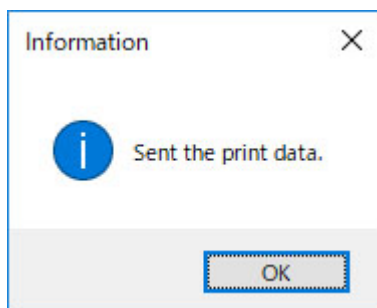 Information
Sent the print data.
OK